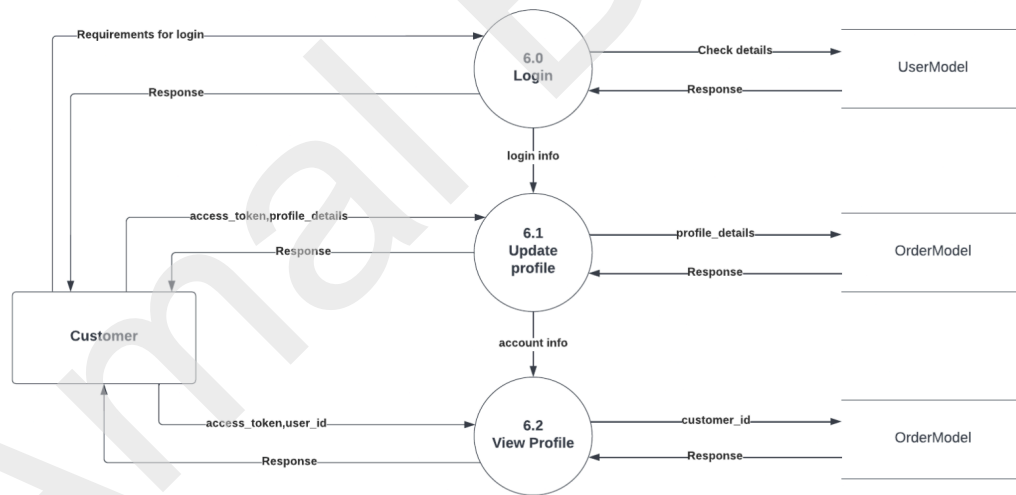 Requirements for login
Response
6.0
Login
Check details
Response
UserModel
login info
access_token,profile_details
Response
6.1
Update
profile
profile_details
Response
OrderModel
Customer
account info
access_token,user_id
Response
6.2
View Profile
customer_id
Response
OrderModel